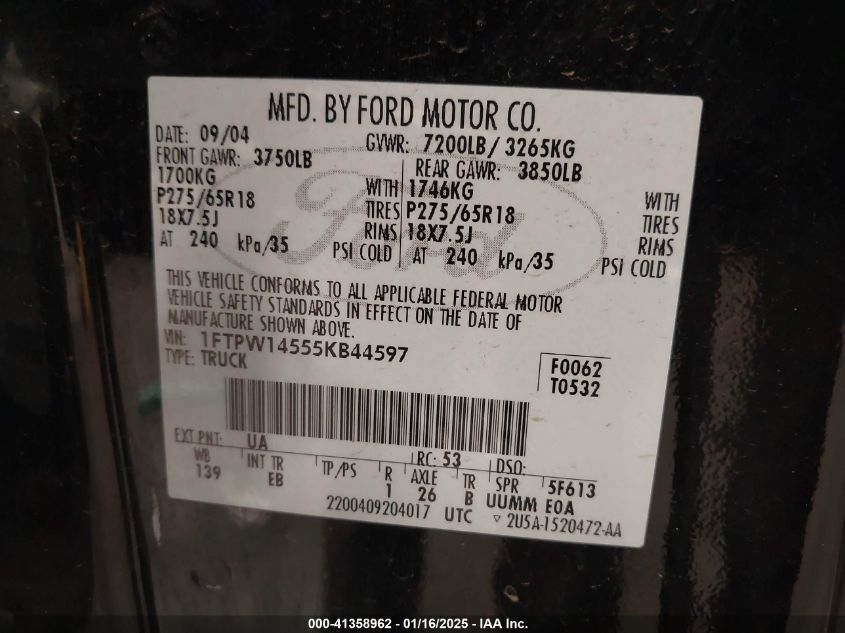 MFD. BY FORD MOTOR CO.
DATE: 09/04 GVWR: 7200LB/ 3265KG
FRONT GAWR: 3750LB REAR GAWR: 3850LB
1700KG WITH 1746KG WITH
P275/65R18 TIRES P275/65R18 TIRES
18X7.5J RIMS 18X7.5J RIMS
AT 240 kPa/35 PSI COLD AT 240 kPa/35 PSI COLD
Ford
THIS VEHICLE CONFORMS TO ALL APPLICABLE FEDERAL MOTOR
VEHICLE SAFETY STANDARDS IN EFFECT ON THE DATE OF
MANUFACTURE SHOWN ABOVE.
VIN: 1FTPW14555KB44597
TYPE: TRUCK
F0062
T0532
EXT PNT: UA RC: 53 DSO:
WB INT TR TP/PS R AXLE TR SPR 5F613
139 EB 1 26 B UUMM E0A
2200409204017 UTC ▽ 2U5A-1520472-AA
000-41358962 - 01/16/2025 - IAA Inc.